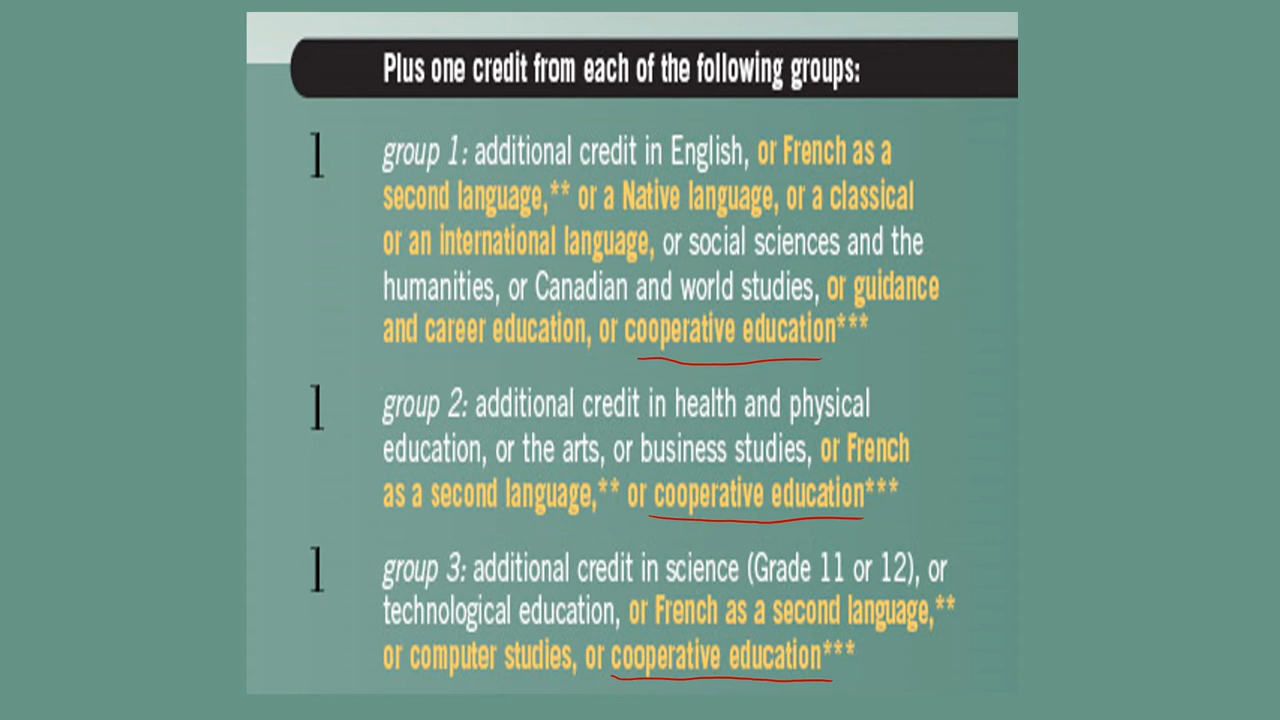 Plus one credit from each of the following groups:
1 group 1: additional credit in English, or French as a
second language,** or a Native language, or a classical
or an international language, or social sciences and the
humanities, or Canadian and world studies, or guidance
and career education, or cooperative education***
1 group 2: additional credit in health and physical
education, or the arts, or business studies, or French
as a second language,** or cooperative education***
1 group 3: additional credit in science (Grade 11 or 12), or
technological education, or French as a second language,**
or computer studies, or cooperative education***